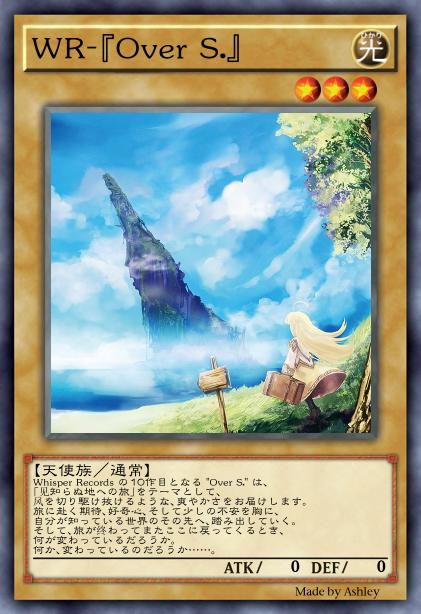 WR-『Over S.』
ひかり
光
【天使族／通常】
Whisper Records の10作目となる "Over S." は、
「見知らぬ地への旅」をテーマとして、
風を切り駆け抜けるような、爽やかさをお届けします。
旅に赴く期待、好奇心、そして少しの不安を胸に、
自分が知っている世界のその先へ、踏み出していく。
そして、旅が終わってまたここに戻ってくるとき、
何が変わっているだろうか。
何か、変わっているのだろうか……。
ATK/ 0 DEF/ 0
Made by Ashley